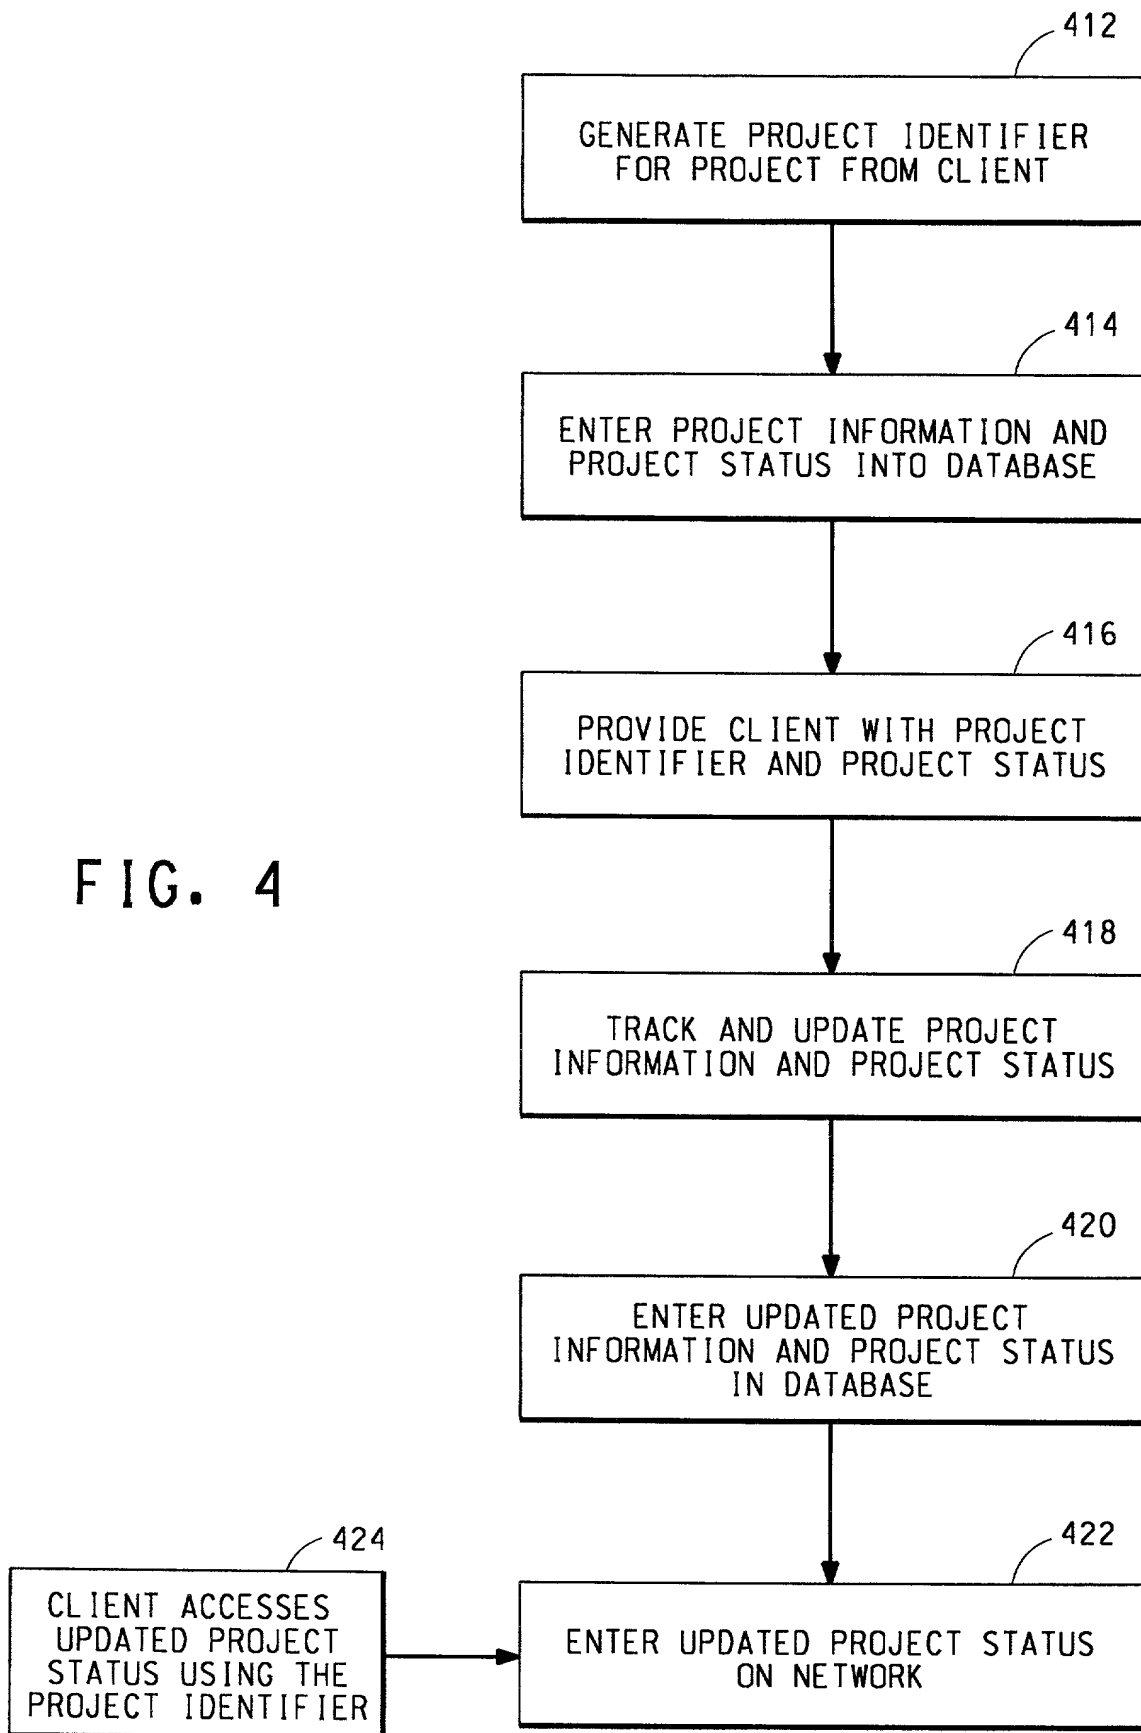 412
GENERATE PROJECT IDENTIFIER
FOR PROJECT FROM CLIENT
414
ENTER PROJECT INFORMATION AND
PROJECT STATUS INTO DATABASE
416
PROVIDE CLIENT WITH PROJECT
IDENTIFIER AND PROJECT STATUS
FIG. 4
418
TRACK AND UPDATE PROJECT
INFORMATION AND PROJECT STATUS
420
ENTER UPDATED PROJECT
INFORMATION AND PROJECT STATUS
IN DATABASE
424
CLIENT ACCESSES
UPDATED PROJECT
STATUS USING THE
PROJECT IDENTIFIER
422
ENTER UPDATED PROJECT STATUS
ON NETWORK